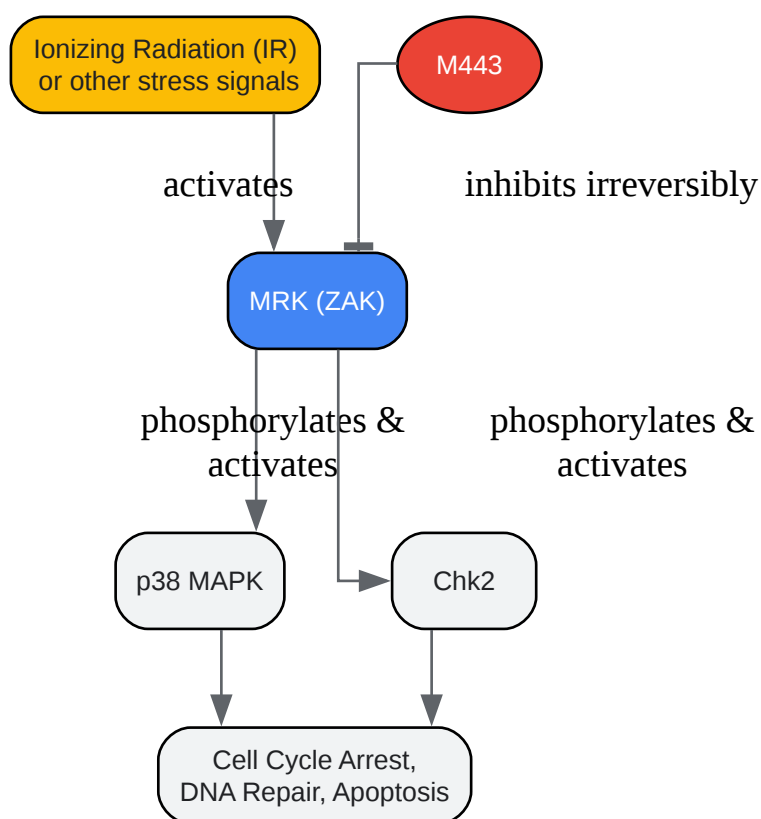 Ionizing Radiation (IR)
or other stress signals
M443
activates
inhibits irreversibly
MRK (ZAK)
phosphorylates &
activates
phosphorylates &
activates
p38 MAPK
Chk2
Cell Cycle Arrest,
DNA Repair, Apoptosis